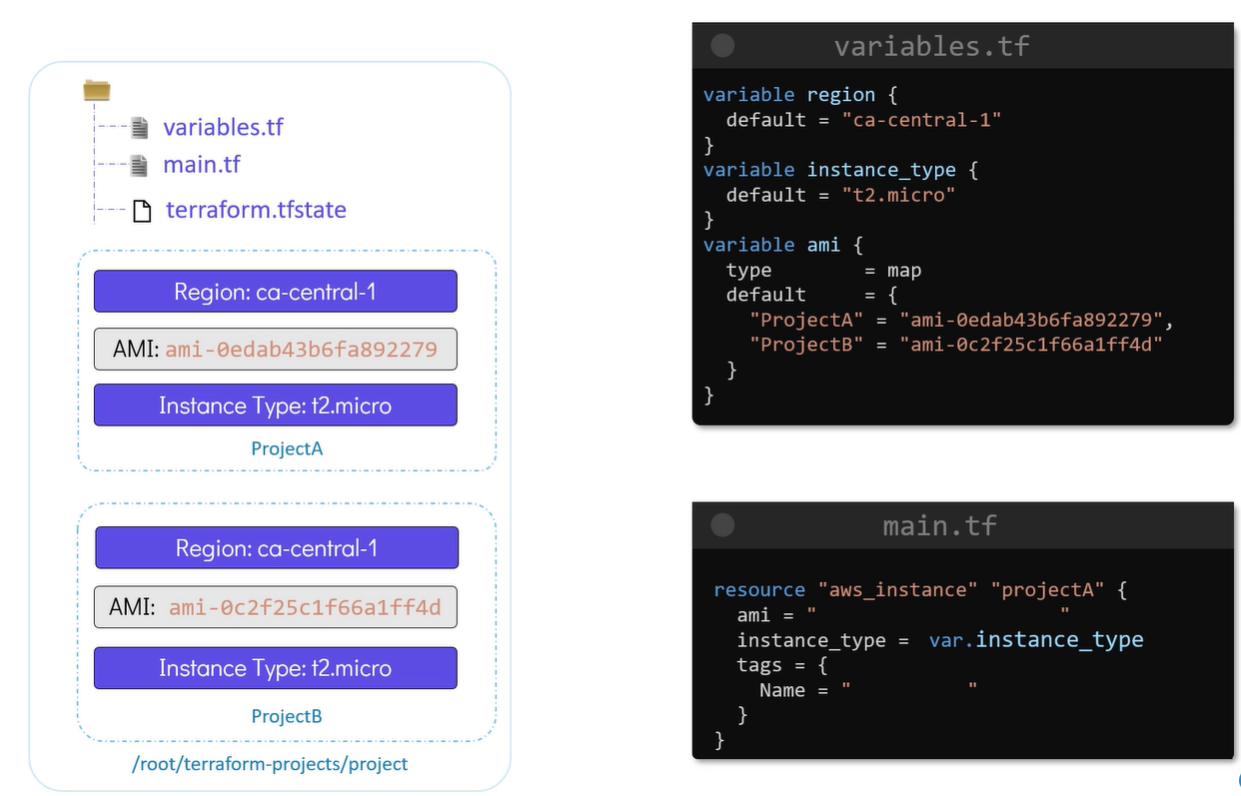 variables.tf
main.tf
terraform.tfstate
Region: ca-central-1
AMI: ami-0edab43b6fa892279
Instance Type: t2.micro
ProjectA
Region: ca-central-1
AMI: ami-0c2f25c1f66a1ff4d
Instance Type: t2.micro
ProjectB
/root/terraform-projects/project
variables.tf
variable region {
  default = "ca-central-1"
}
variable instance_type {
  default = "t2.micro"
}
variable ami {
  type        = map
  default     = {
    "ProjectA" = "ami-0edab43b6fa892279",
    "ProjectB" = "ami-0c2f25c1f66a1ff4d"
  }
}
main.tf
resource "aws_instance" "projectA" {
  ami = "                     "
  instance_type = var.instance_type
  tags = {
    Name = "          "
  }
}